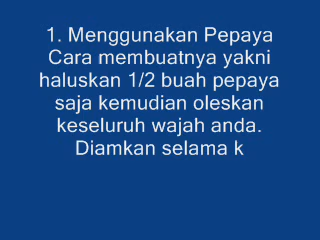 1. Menggunakan Pepaya
Cara membuatnya yakni
haluskan 1/2 buah pepaya
saja kemudian oleskan
keseluruh wajah anda.
Diamkan selama k